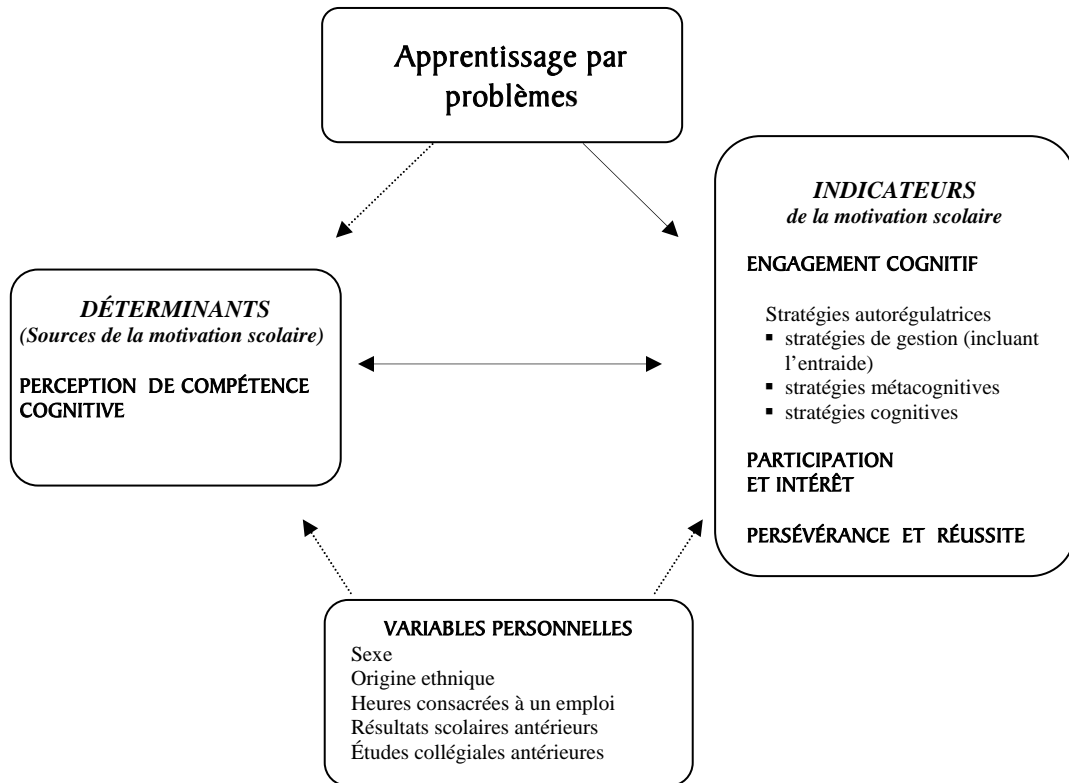 Apprentissage par
problèmes
INDICATEURS
de la motivation scolaire
ENGAGEMENT COGNITIF
Stratégies autorégulatrices
▪ stratégies de gestion (incluant
l’entraide)
▪ stratégies métacognitives
▪ stratégies cognitives
PARTICIPATION
ET INTÉRÊT
PERSÉVÉRANCE ET RÉUSSITE
DÉTERMINANTS
(Sources de la motivation scolaire)
PERCEPTION DE COMPÉTENCE
COGNITIVE
VARIABLES PERSONNELLES
Sexe
Origine ethnique
Heures consacrées à un emploi
Résultats scolaires antérieurs
Études collégiales antérieures